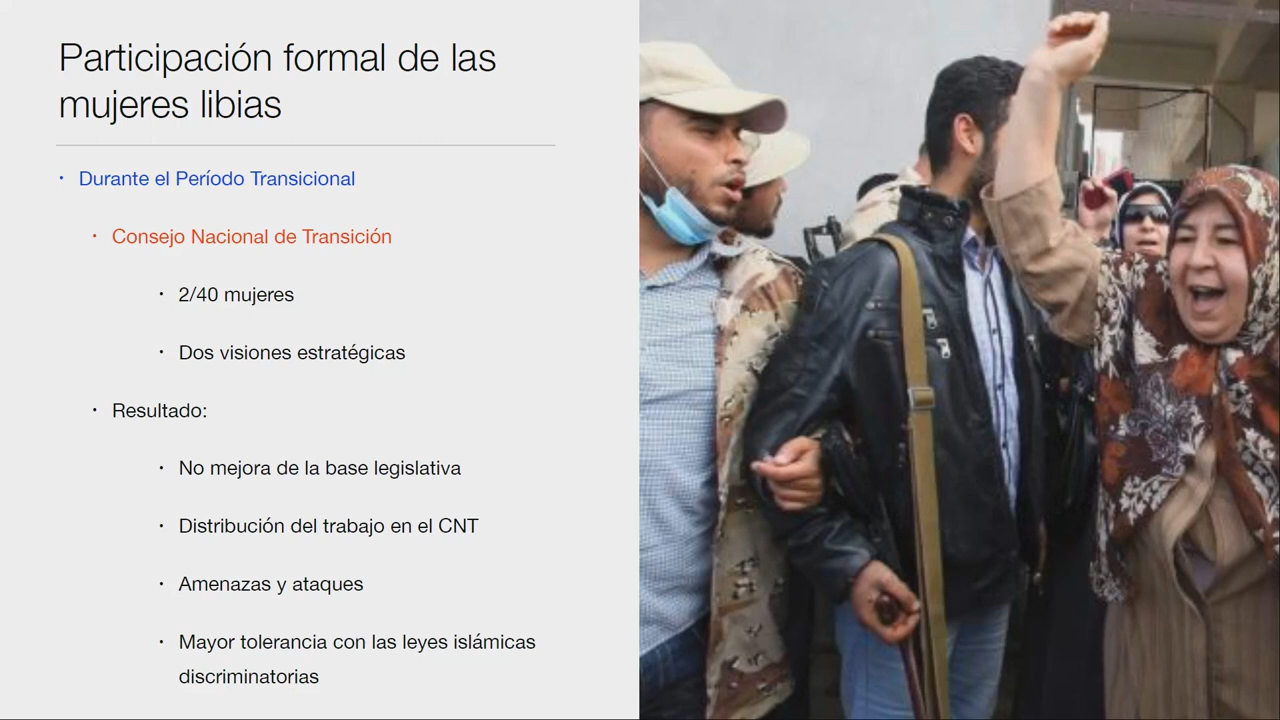 Participación formal de las
mujeres libias
• Durante el Período Transicional
• Consejo Nacional de Transición
• 2/40 mujeres
• Dos visiones estratégicas
• Resultado:
• No mejora de la base legislativa
• Distribución del trabajo en el CNT
• Amenazas y ataques
• Mayor tolerancia con las leyes islámicas
discriminatorias